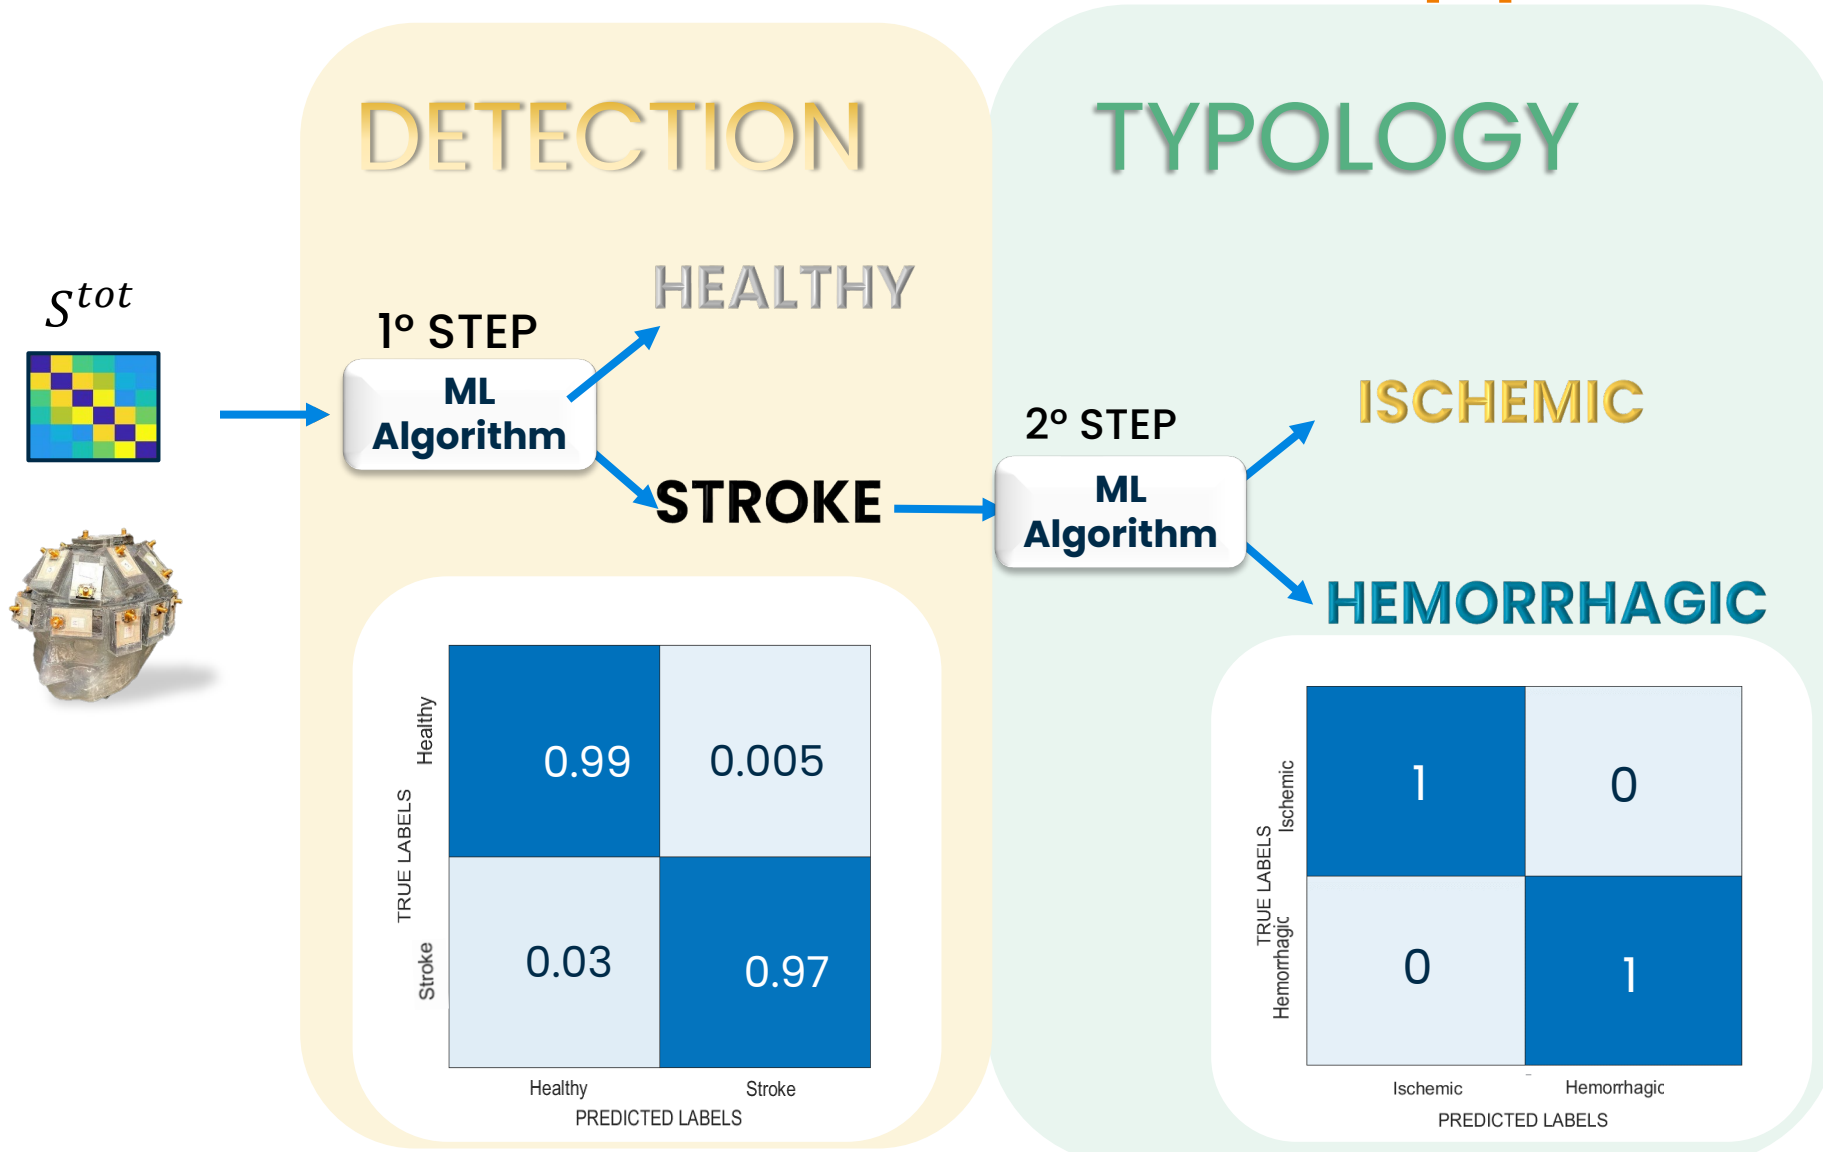 DETECTION
TYPOLOGY
S^tot
HEALTHY
1° STEP
ML
Algorithm
STROKE
2° STEP
ML
Algorithm
ISCHEMIC
HEMORRHAGIC
TRUE LABELS
Healthy
Stroke
0.99 0.005
0.03 0.97
Healthy Stroke
PREDICTED LABELS
TRUE LABELS
Ischemic
Hemorrhagic
1 0
0 1
Ischemic Hemorrhagic
PREDICTED LABELS